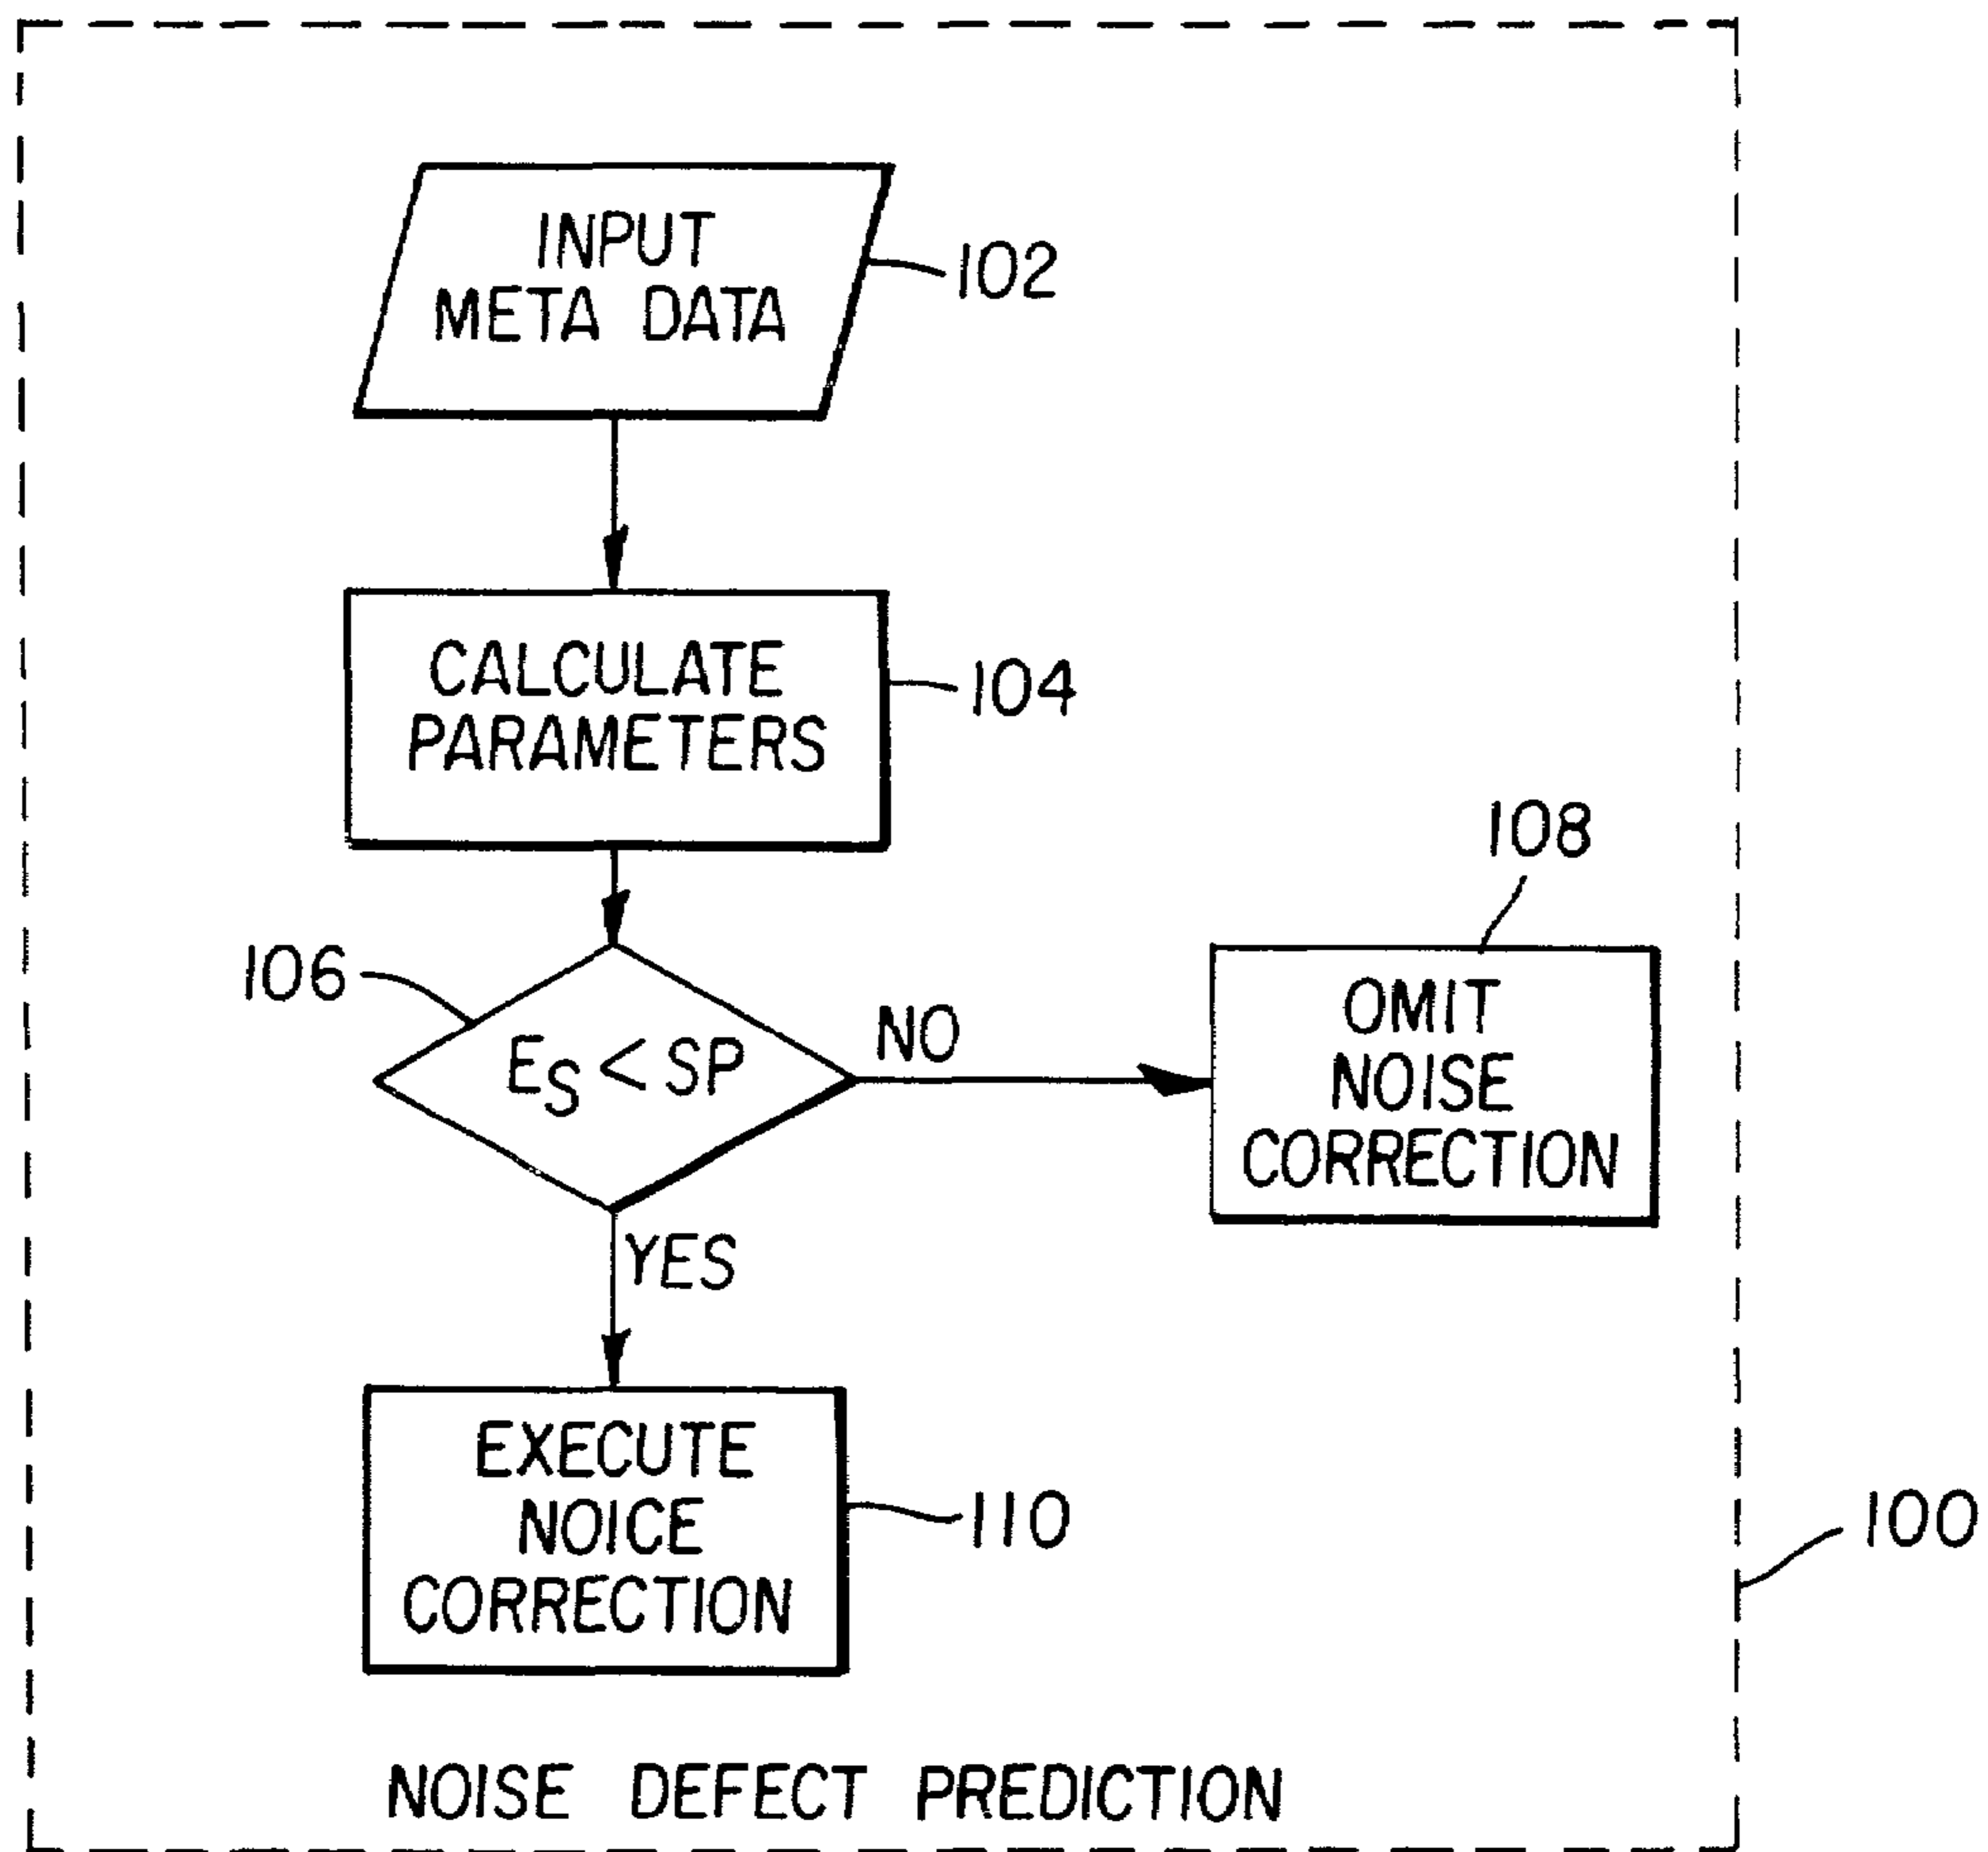 INPUT
META DATA
102
CALCULATE
PARAMETERS
104
108
106
ES < SP
NO
OMIT
NOISE
CORRECTION
YES
EXECUTE
NOICE
CORRECTION
110
100
NOISE DEFECT PREDICTION